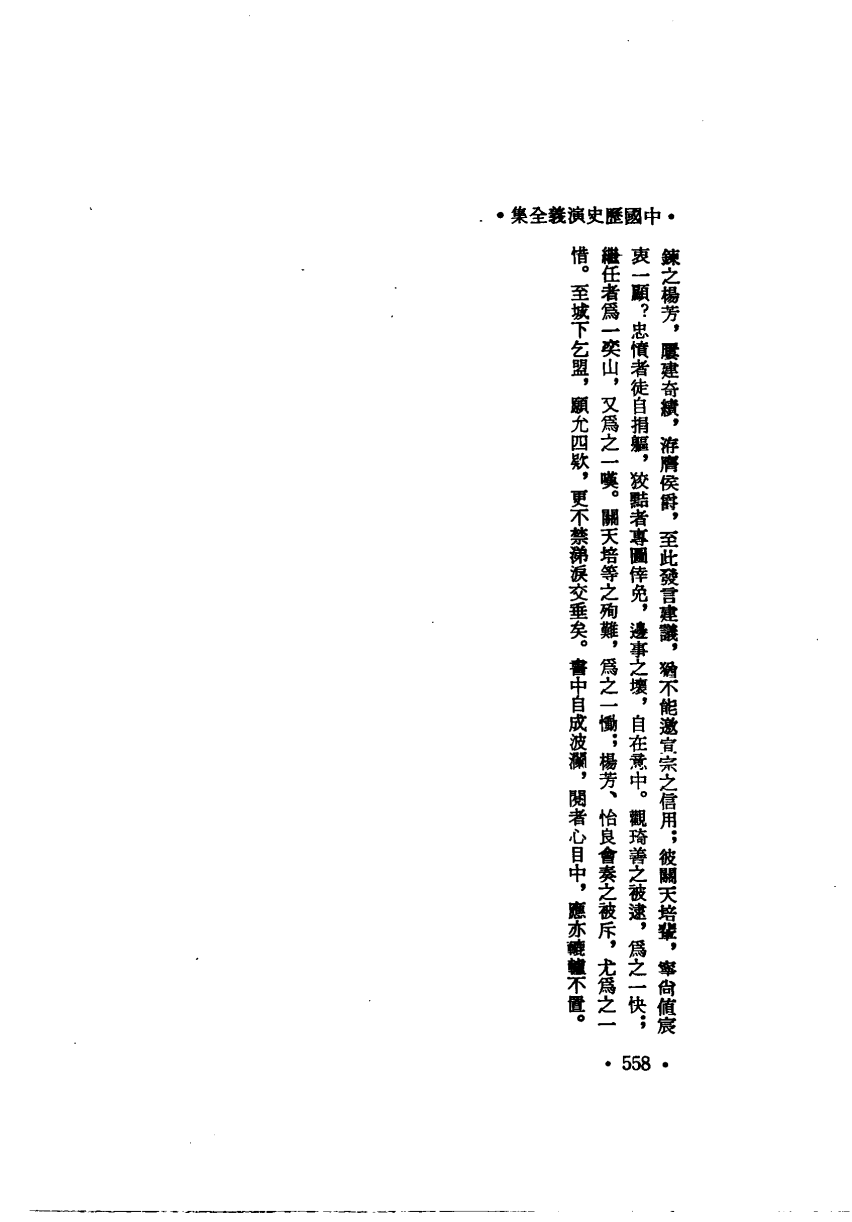 •中國歷史演義全集•
鍊之楊芳，屢建奇績，洊膺侯爵，至此發言建議，猶不能邀宣宗之信用；彼關天培輩，寧尙値宸
衷一顧？忠憤者徒自捐軀，狡黠者專圖倖免，邊事之壞，自在意中。觀琦善之被逮，爲之一快；
繼任者爲一奕山，又爲之一嘆。關天培等之殉難，爲之一慟；楊芳、怡良會奏之被斥，尤爲之一
惜。至城下乞盟，願允四欵，更不禁涕淚交垂矣。書中自成波瀾，閱者心目中，應亦轆轤不置。
• 558 •